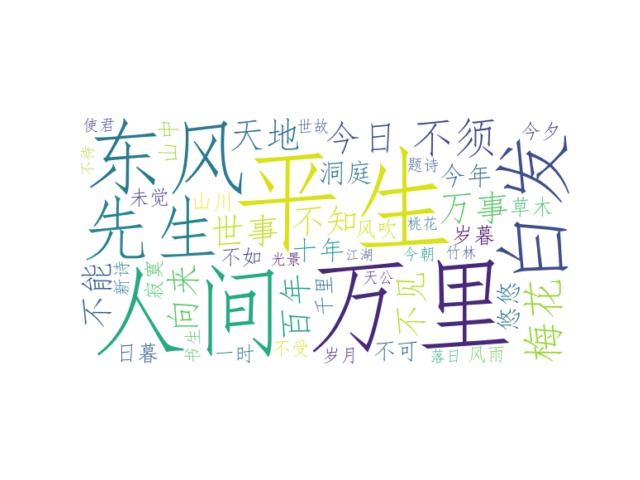 使君
山中
不待
东风
天地
世故
今日
不须
今夕
白发
平生
洞庭
题诗
今年
未觉
山川
先生
世事
不知
风吹
桃花
万事
草木
岁暮
不能
新诗
寂寞
向来
不如
光景
十年
江湖
今朝
竹林
人间
百年
千里
天公
万里
不见
悠悠
梅花
日暮
书生
一时
不受
岁月
不可
落日
风雨